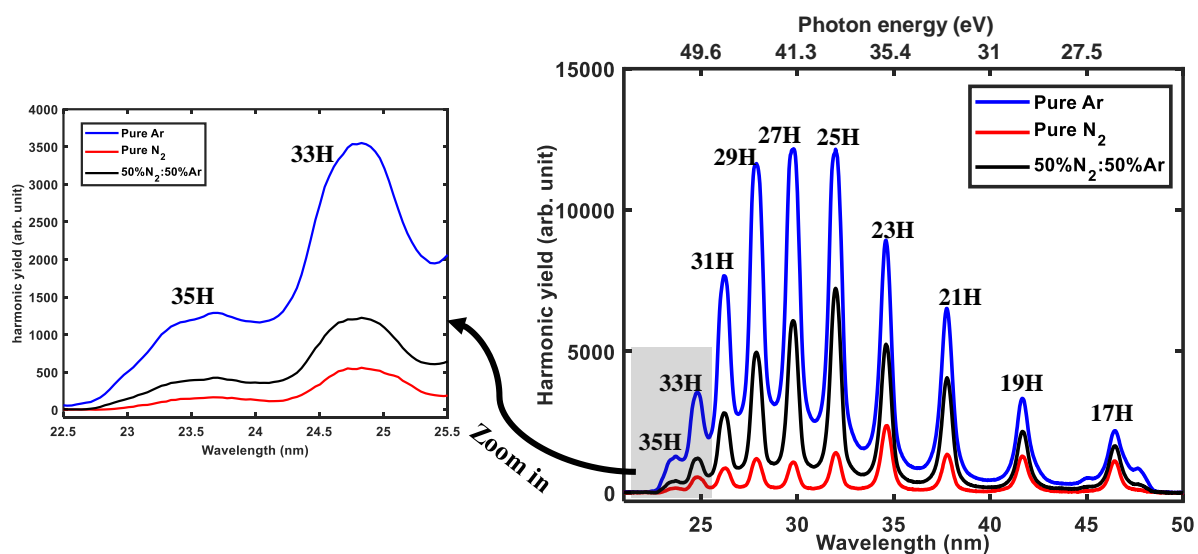 4000
3500
3000
2500
2000
1500
1000
500
0
22.5 23 23.5 24 24.5 25 25.5
harmonic yield (arb. unit)
Wavelength (nm)
Pure Ar
Pure N2
50%N2:50%Ar
33H
35H
Zoom in
Photon energy (eV)
49.6 41.3 35.4 31 27.5
15000
10000
5000
0
25 30 35 40 45 50
Harmonic yield (arb. unit)
Wavelength (nm)
Pure Ar
Pure N2
50%N2:50%Ar
35H
33H
31H
29H
27H
25H
23H
21H
19H
17H